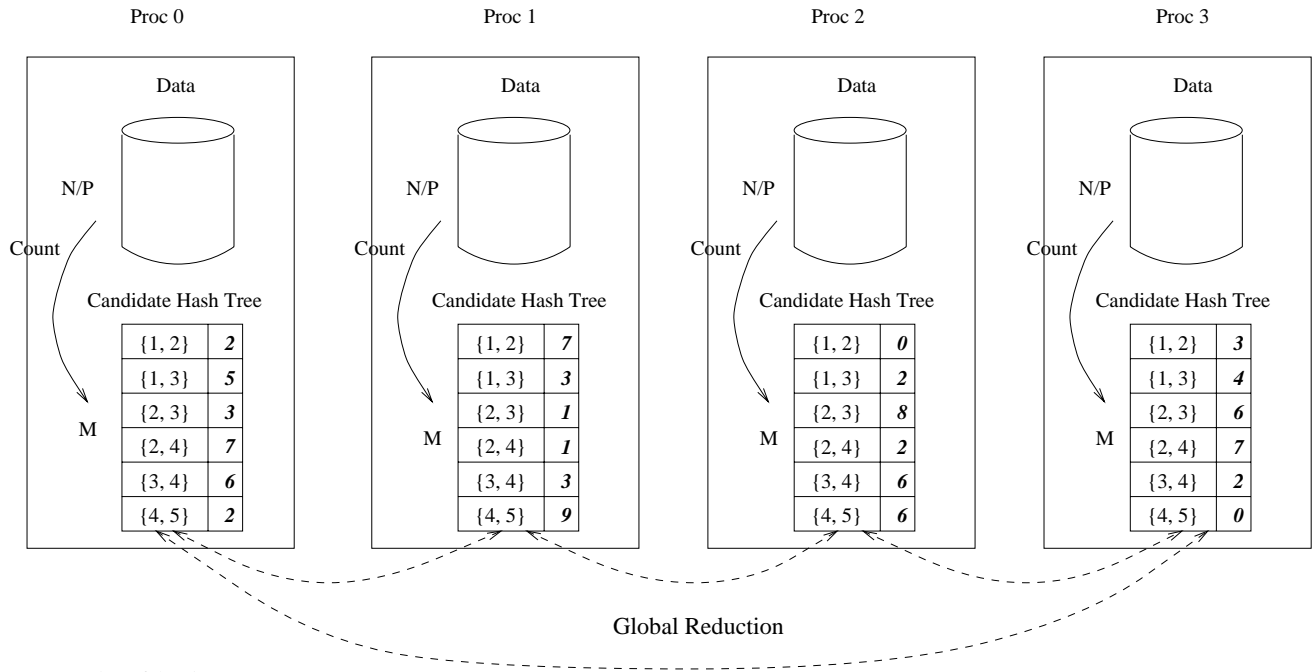 Proc 0 Proc 1 Proc 2 Proc 3
Data Data Data Data
N/P N/P N/P N/P
Count Count Count Count
Candidate Hash Tree Candidate Hash Tree Candidate Hash Tree Candidate Hash Tree
{1, 2} 2 {1, 2} 7 {1, 2} 0 {1, 2} 3
{1, 3} 5 {1, 3} 3 {1, 3} 2 {1, 3} 4
{2, 3} 3 {2, 3} 1 {2, 3} 8 {2, 3} 6
M M M M
{2, 4} 7 {2, 4} 1 {2, 4} 2 {2, 4} 7
{3, 4} 6 {3, 4} 3 {3, 4} 6 {3, 4} 2
{4, 5} 2 {4, 5} 9 {4, 5} 6 {4, 5} 0
Global Reduction